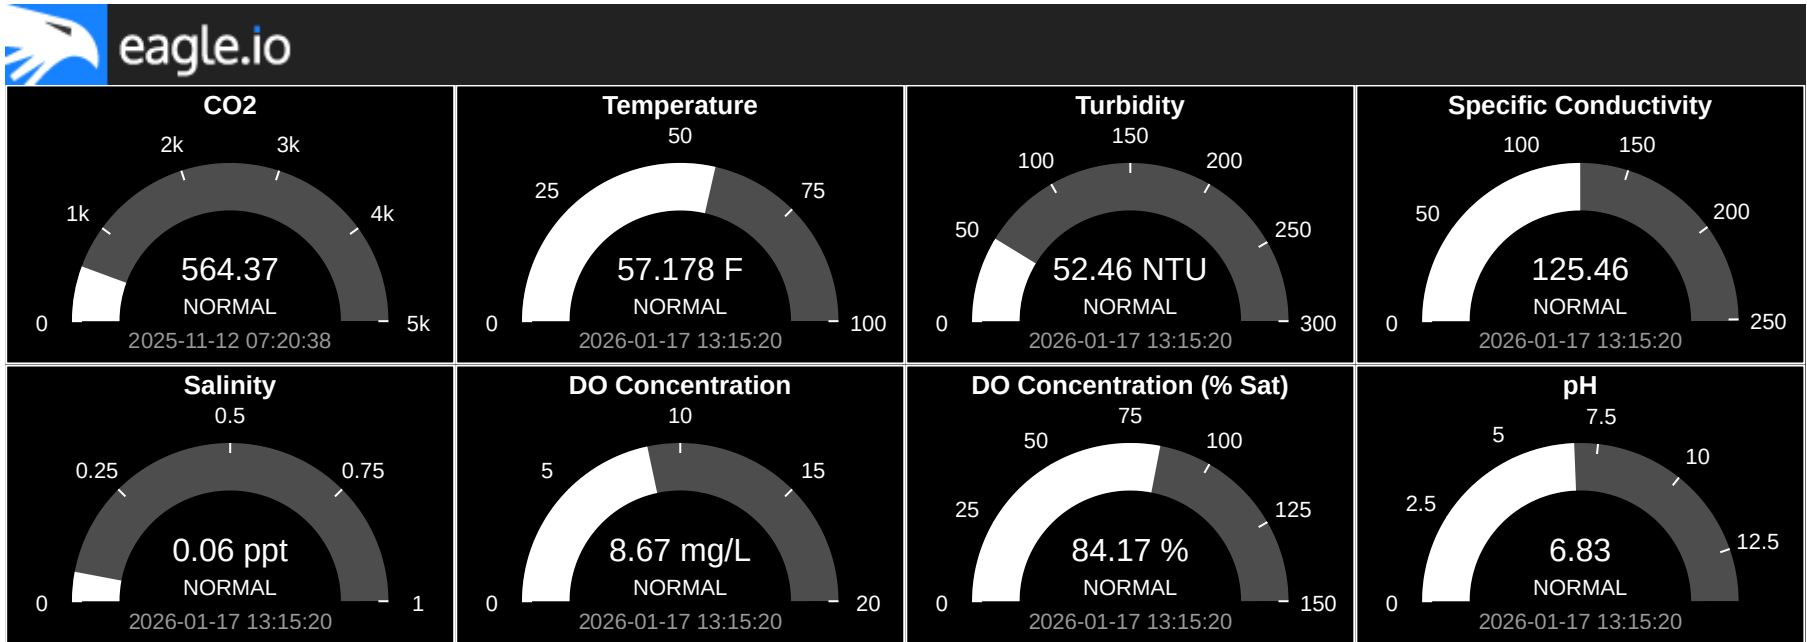 eagle.io
CO2
2k
3k
1k
4k
0
5k
564.37
NORMAL
2025-11-12 07:20:38
Temperature
50
25
75
0
100
57.178 F
NORMAL
2026-01-17 13:15:20
Turbidity
150
100
200
50
250
0
300
52.46 NTU
NORMAL
2026-01-17 13:15:20
Specific Conductivity
100
150
50
200
0
250
125.46
NORMAL
2026-01-17 13:15:20
Salinity
0.5
0.25
0.75
0
1
0.06 ppt
NORMAL
2026-01-17 13:15:20
DO Concentration
10
5
15
0
20
8.67 mg/L
NORMAL
2026-01-17 13:15:20
DO Concentration (% Sat)
75
50
100
25
125
0
150
84.17 %
NORMAL
2026-01-17 13:15:20
pH
7.5
5
10
2.5
12.5
0
6.83
NORMAL
2026-01-17 13:15:20